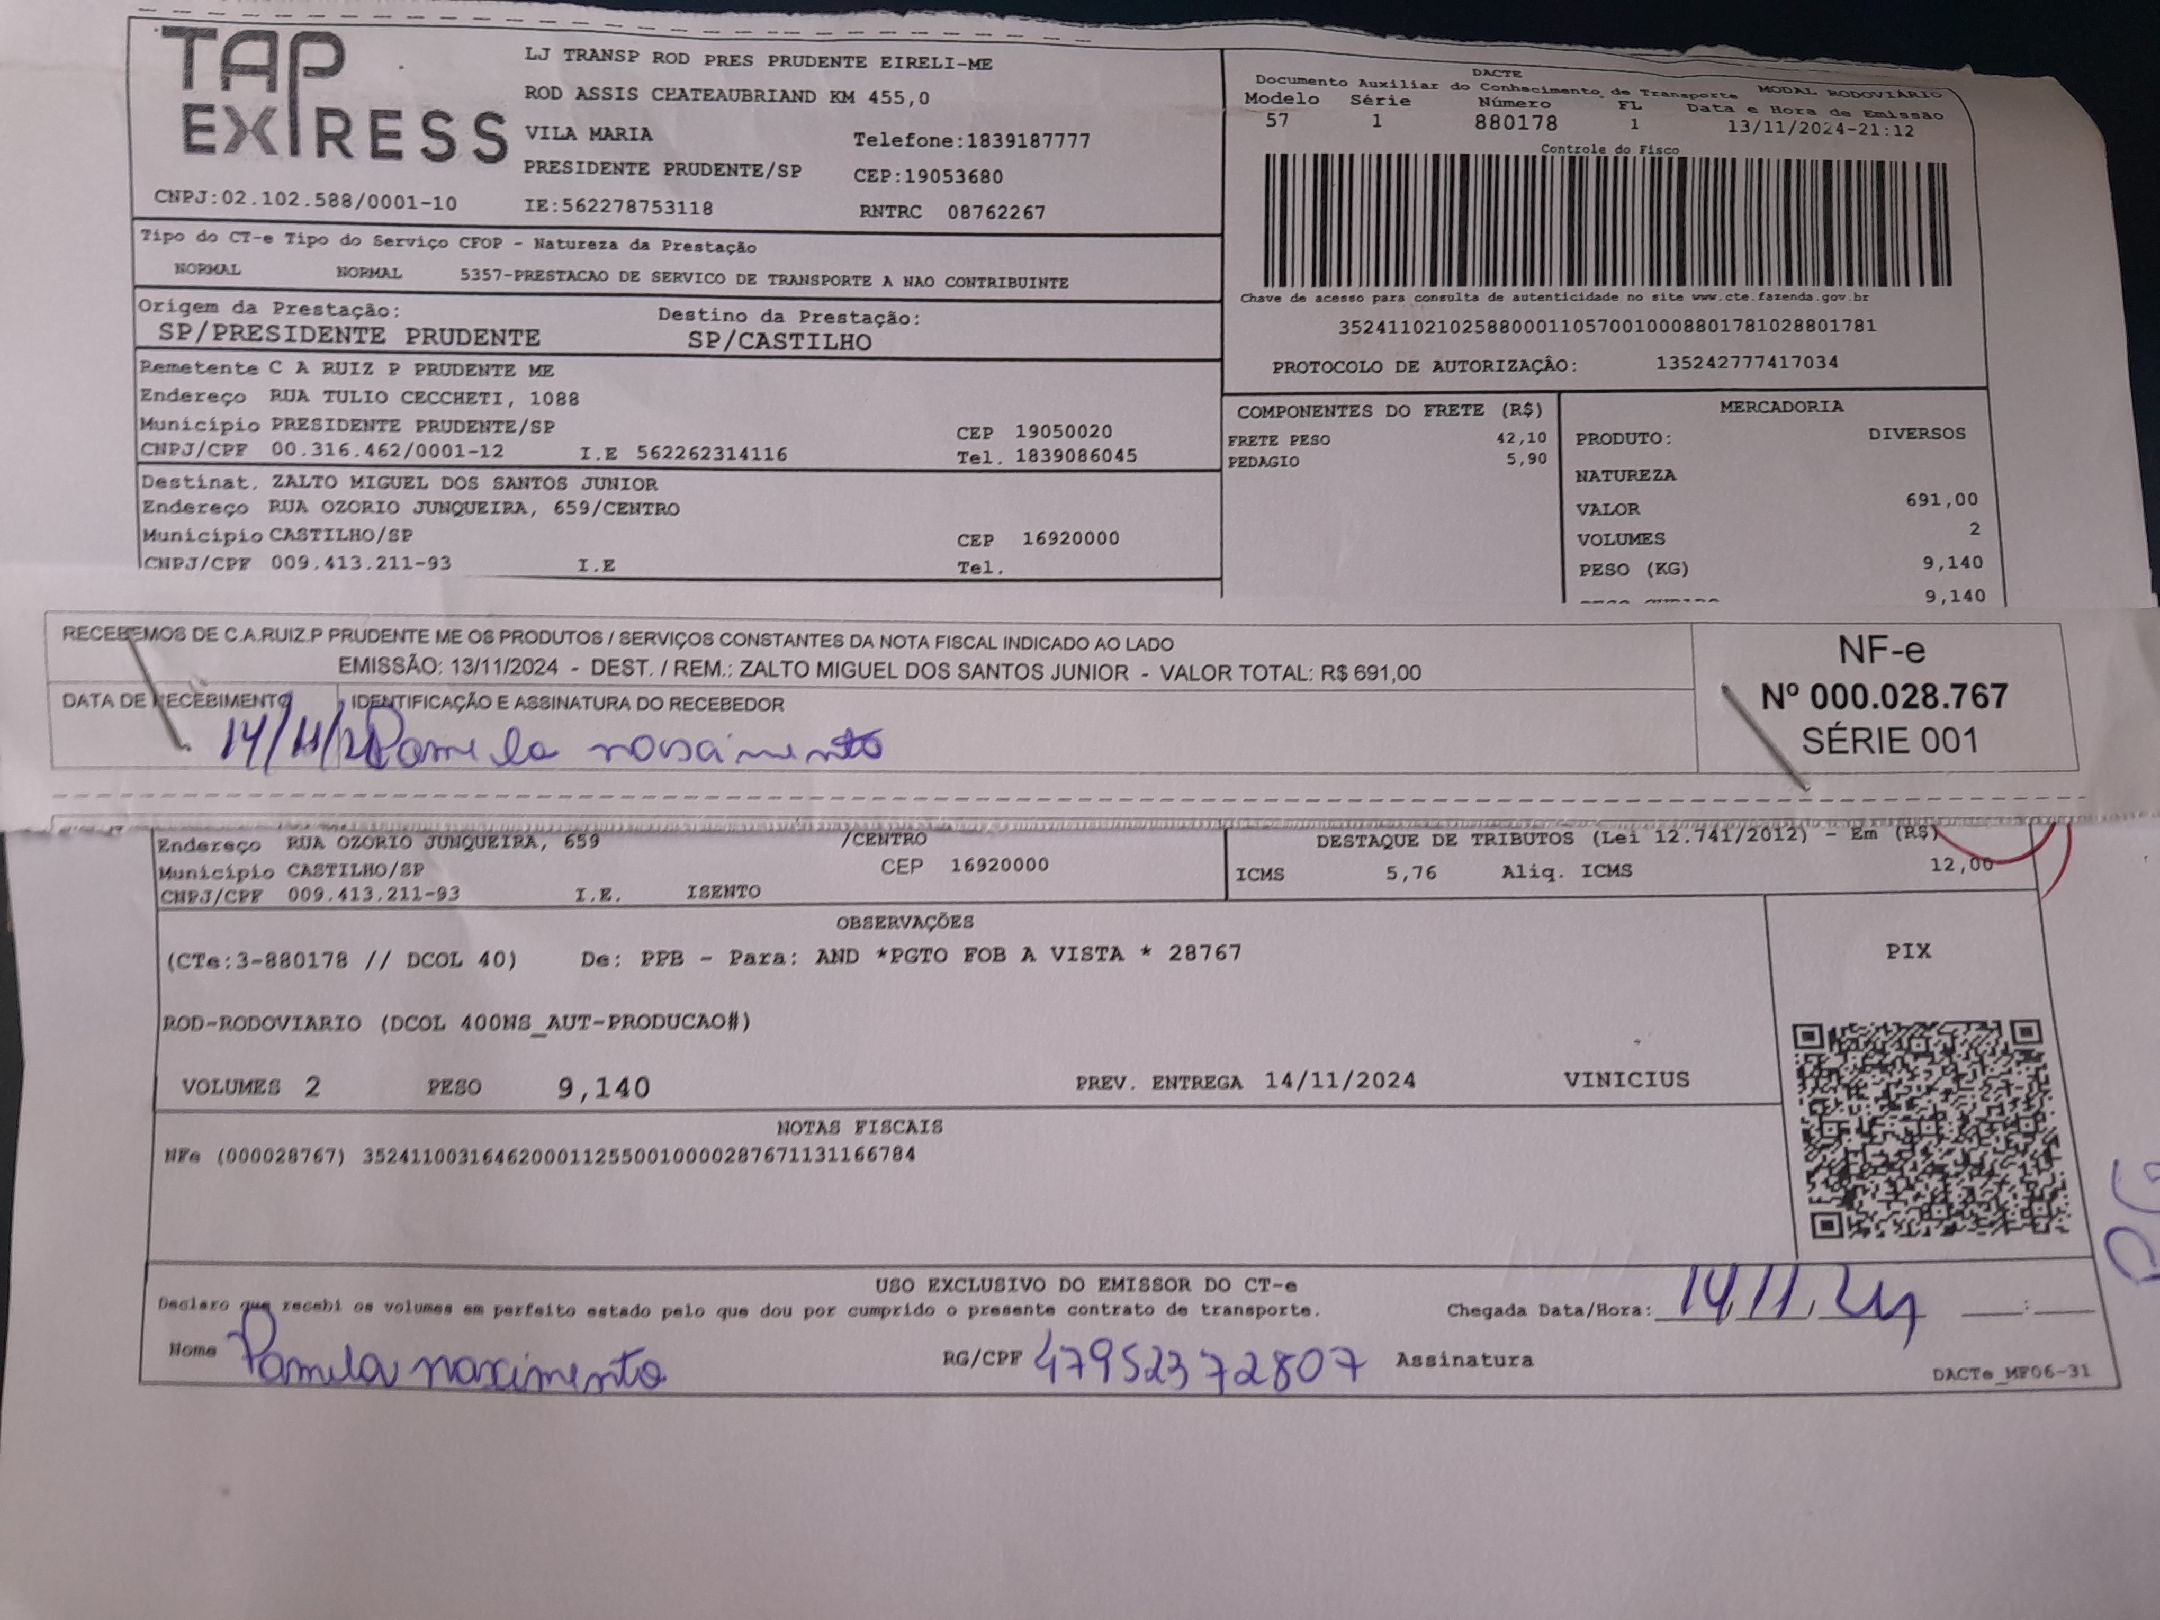 TAP EXPRESS
LJ TRANSP ROD PRES PRUDENTE EIRELI-ME
ROD ASSIS CHATEAUBRIAND KM 455,0
VILA MARIA Telefone:1839187777
PRESIDENTE PRUDENTE/SP CEP:19053680
CNPJ:02.102.588/0001-10 IE:562278753118 RNTRC 08762267
DACTE
Documento Auxiliar do Conhecimento de Transporte MODAL RODOVIÁRIO
Modelo Série Número FL Data e Hora de Emissão
57 1 880178 1 13/11/2024-21:12
Controle do Fisco
Chave de acesso para consulta de autenticidade no site www.cte.fazenda.gov.br
35241102102588000110570010008801781028801781
PROTOCOLO DE AUTORIZAÇÂO: 135242777417034
Tipo do CT-e Tipo do Serviço CFOP - Natureza da Prestação
NORMAL NORMAL 5357-PRESTACAO DE SERVICO DE TRANSPORTE A NAO CONTRIBUINTE
Origem da Prestação: Destino da Prestação:
SP/PRESIDENTE PRUDENTE SP/CASTILHO
Remetente C A RUIZ P PRUDENTE ME
Endereço RUA TULIO CECCHETI, 1088
Município PRESIDENTE PRUDENTE/SP CEP 19050020
CNPJ/CPF 00.316.462/0001-12 I.E 562262314116 Tel. 1839086045
Destinat. ZALTO MIGUEL DOS SANTOS JUNIOR
Endereço RUA OZORIO JUNQUEIRA, 659/CENTRO
Município CASTILHO/SP CEP 16920000
CNPJ/CPF 009.413.211-93 I.E Tel.
COMPONENTES DO FRETE (R$)
FRETE PESO 42,10
PEDAGIO 5,90
MERCADORIA
PRODUTO: DIVERSOS
NATUREZA
VALOR 691,00
VOLUMES 2
PESO (KG) 9,140
9,140
RECEBEMOS DE C.A.RUIZ.P PRUDENTE ME OS PRODUTOS / SERVIÇOS CONSTANTES DA NOTA FISCAL INDICADO AO LADO
EMISSÃO: 13/11/2024 - DEST. / REM.: ZALTO MIGUEL DOS SANTOS JUNIOR - VALOR TOTAL: R$ 691,00
DATA DE RECEBIMENTO IDENTIFICAÇÃO E ASSINATURA DO RECEBEDOR
14/11/ Pamela nascimento
NF-e
Nº 000.028.767
SÉRIE 001
Endereço RUA OZORIO JUNQUEIRA, 659 /CENTRO
Município CASTILHO/SP CEP 16920000
CNPJ/CPF 009.413.211-93 I.E. ISENTO
DESTAQUE DE TRIBUTOS (Lei 12.741/2012) - Em (R$)
ICMS 5,76 Aliq. ICMS 12,00
OBSERVAÇÕES
(CTe:3-880178 // DCOL 40) De: PPB - Para: AND *PGTO FOB A VISTA * 28767
ROD-RODOVIARIO (DCOL 400NS_AUT-PRODUCAO#)
VOLUMES 2 PESO 9,140 PREV. ENTREGA 14/11/2024 VINICIUS
PIX
NOTAS FISCAIS
NFe (000028767) 35241100316462000112550010000287671131166784
USO EXCLUSIVO DO EMISSOR DO CT-e
Declaro que recebi os volumes em perfeito estado pelo que dou por cumprido o presente contrato de transporte. Chegada Data/Hora: 14/11/24 __:__
Nome Pamela nascimento RG/CPF 47952372807 Assinatura
DACTe_MF06-31